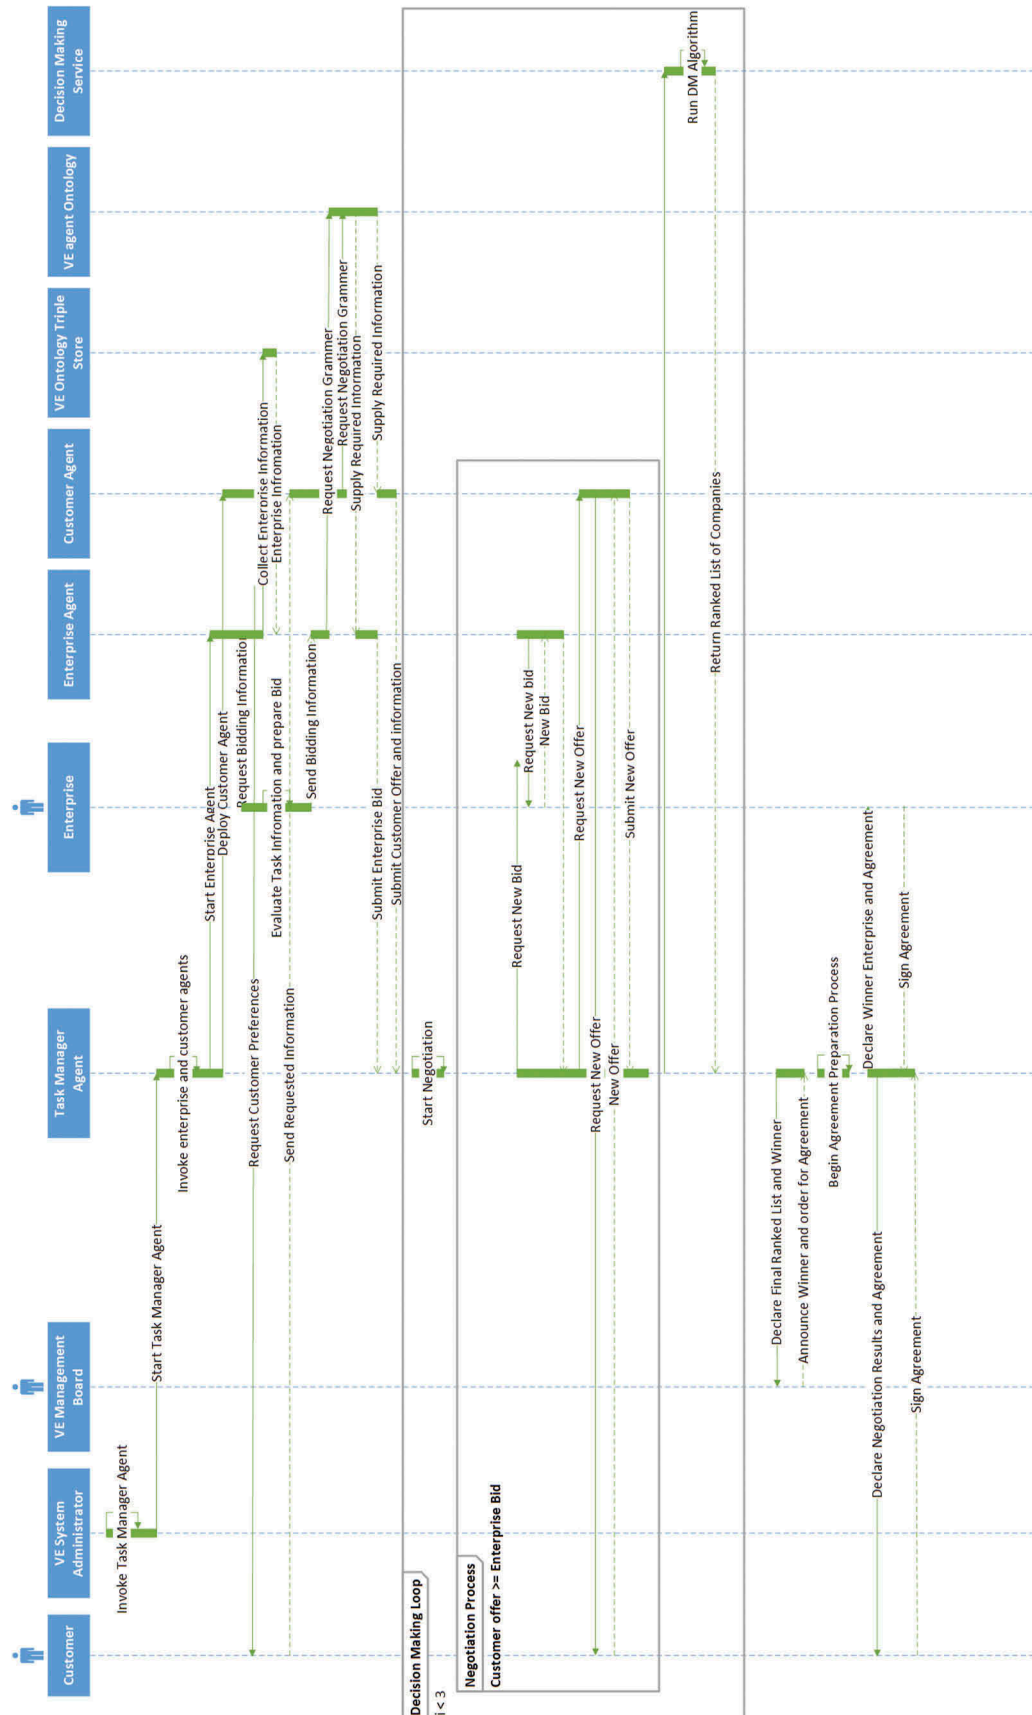 Customer
VE System
Administrator
VE Management
Board
Task Manager
Agent
Enterprise
Enterprise Agent
Customer Agent
VE Ontology Triple
Store
VE agent Ontology
Decision Making
Service
Invoke Task Manager Agent
Start Task Manager Agent
Invoke enterprise and customer agents
Start Enterprise Agent
Deploy Customer Agent
Request Bidding Information
Request Customer Preferences
Collect Enterprise Information
Enterprise Infromation
Evaluate Task Infromation and prepare Bid
Send Requested Information
Send Bidding Information
Request Negotiation Grammer
Request Negotiation Grammer
Supply Required Information
Supply Required Information
Submit Enterprise Bid
Submit Customer Offer and information
Decision Making Loop
i < 3
Start Negotiation
Negotiation Process
Customer offer >= Enterprise Bid
Request New Bid
Request New bid
New Bid
Request New Offer
Request New Offer
New Offer
Submit New Offer
Run DM Algorithm
Return Ranked List of Companies
Declare Final Ranked List and Winner
Announce Winner and order for Agreement
Begin Agreement Preparation Process
Declare Winner Enterprise and Agreement
Declare Negotiation Results and Agreement
Sign Agreement
Sign Agreement